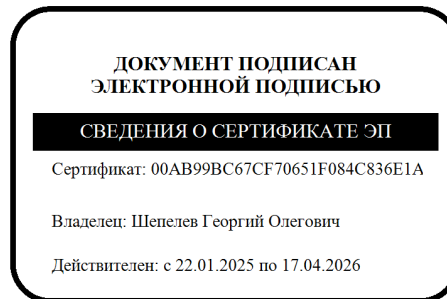 ДОКУМЕНТ ПОДПИСАН
ЭЛЕКТРОННОЙ ПОДПИСЬЮ
СВЕДЕНИЯ О СЕРТИФИКАТЕ ЭП
Сертификат: 00AB99BC67CF70651F084C836E1A
Владелец: Шепелев Георгий Олегович
Действителен: с 22.01.2025 по 17.04.2026